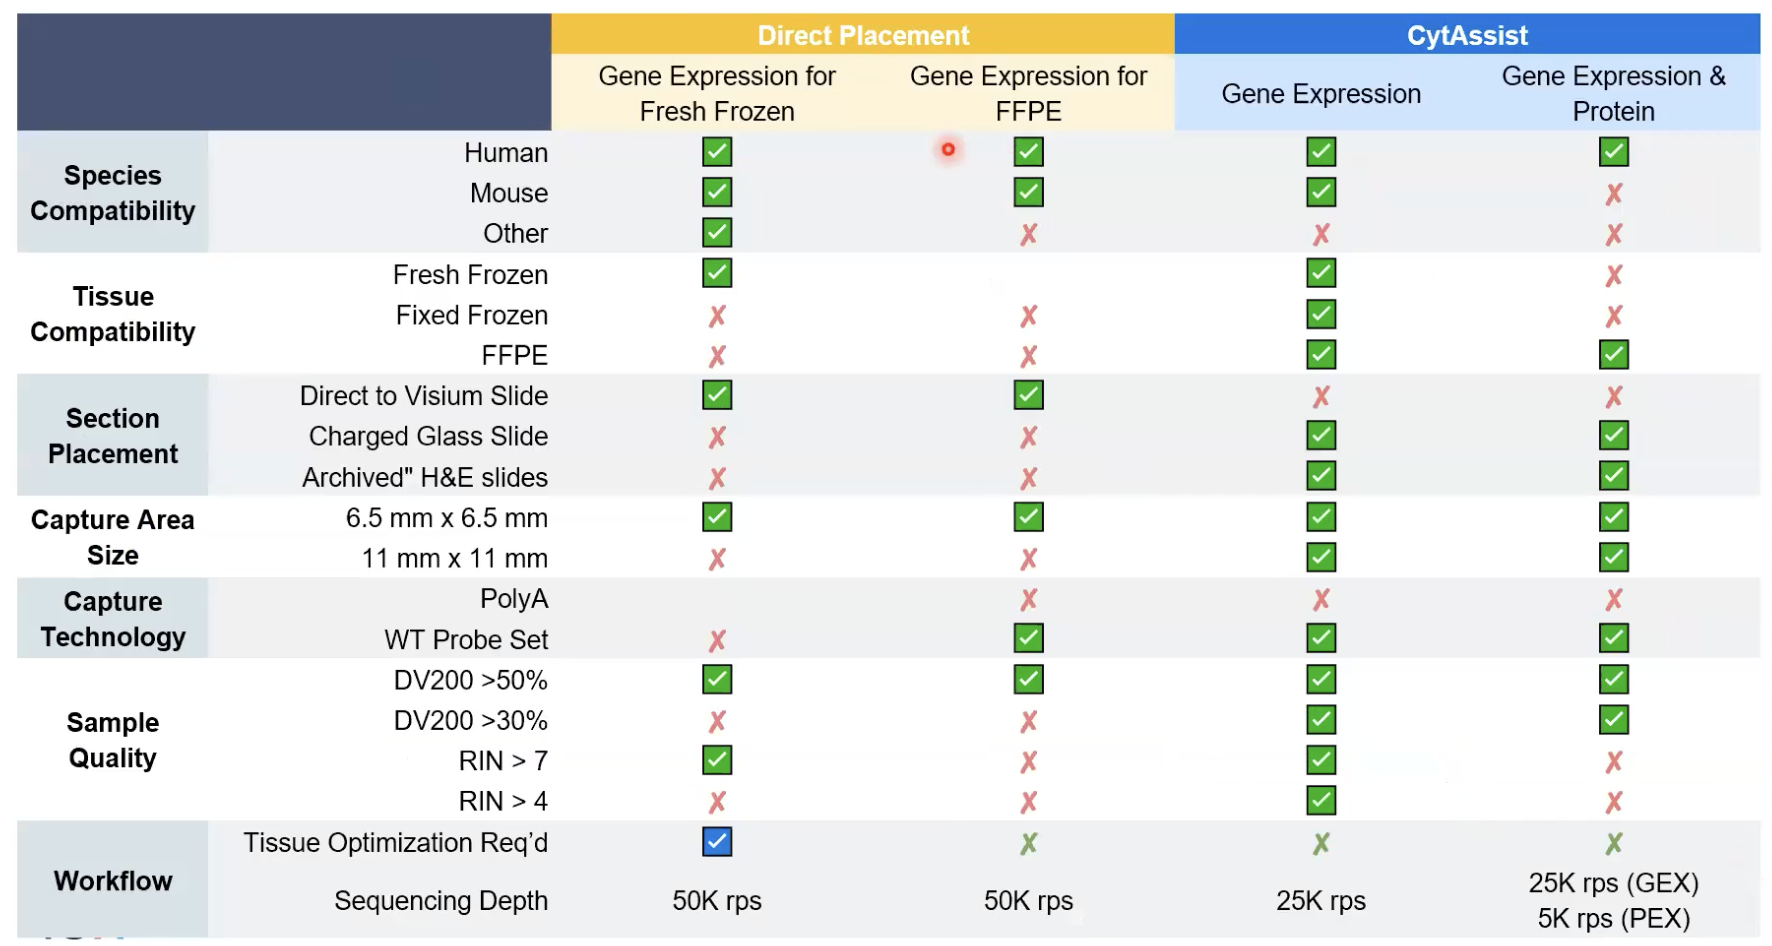 Direct Placement CytAssist
Gene Expression for Fresh Frozen Gene Expression for FFPE Gene Expression Gene Expression & Protein
Species Compatibility
Human
Mouse
Other
Tissue Compatibility
Fresh Frozen
Fixed Frozen
FFPE
Section Placement
Direct to Visium Slide
Charged Glass Slide
Archived" H&E slides
Capture Area Size
6.5 mm x 6.5 mm
11 mm x 11 mm
Capture Technology
PolyA
WT Probe Set
Sample Quality
DV200 >50%
DV200 >30%
RIN > 7
RIN > 4
Workflow
Tissue Optimization Req’d
Sequencing Depth 50K rps 50K rps 25K rps 25K rps (GEX)
5K rps (PEX)